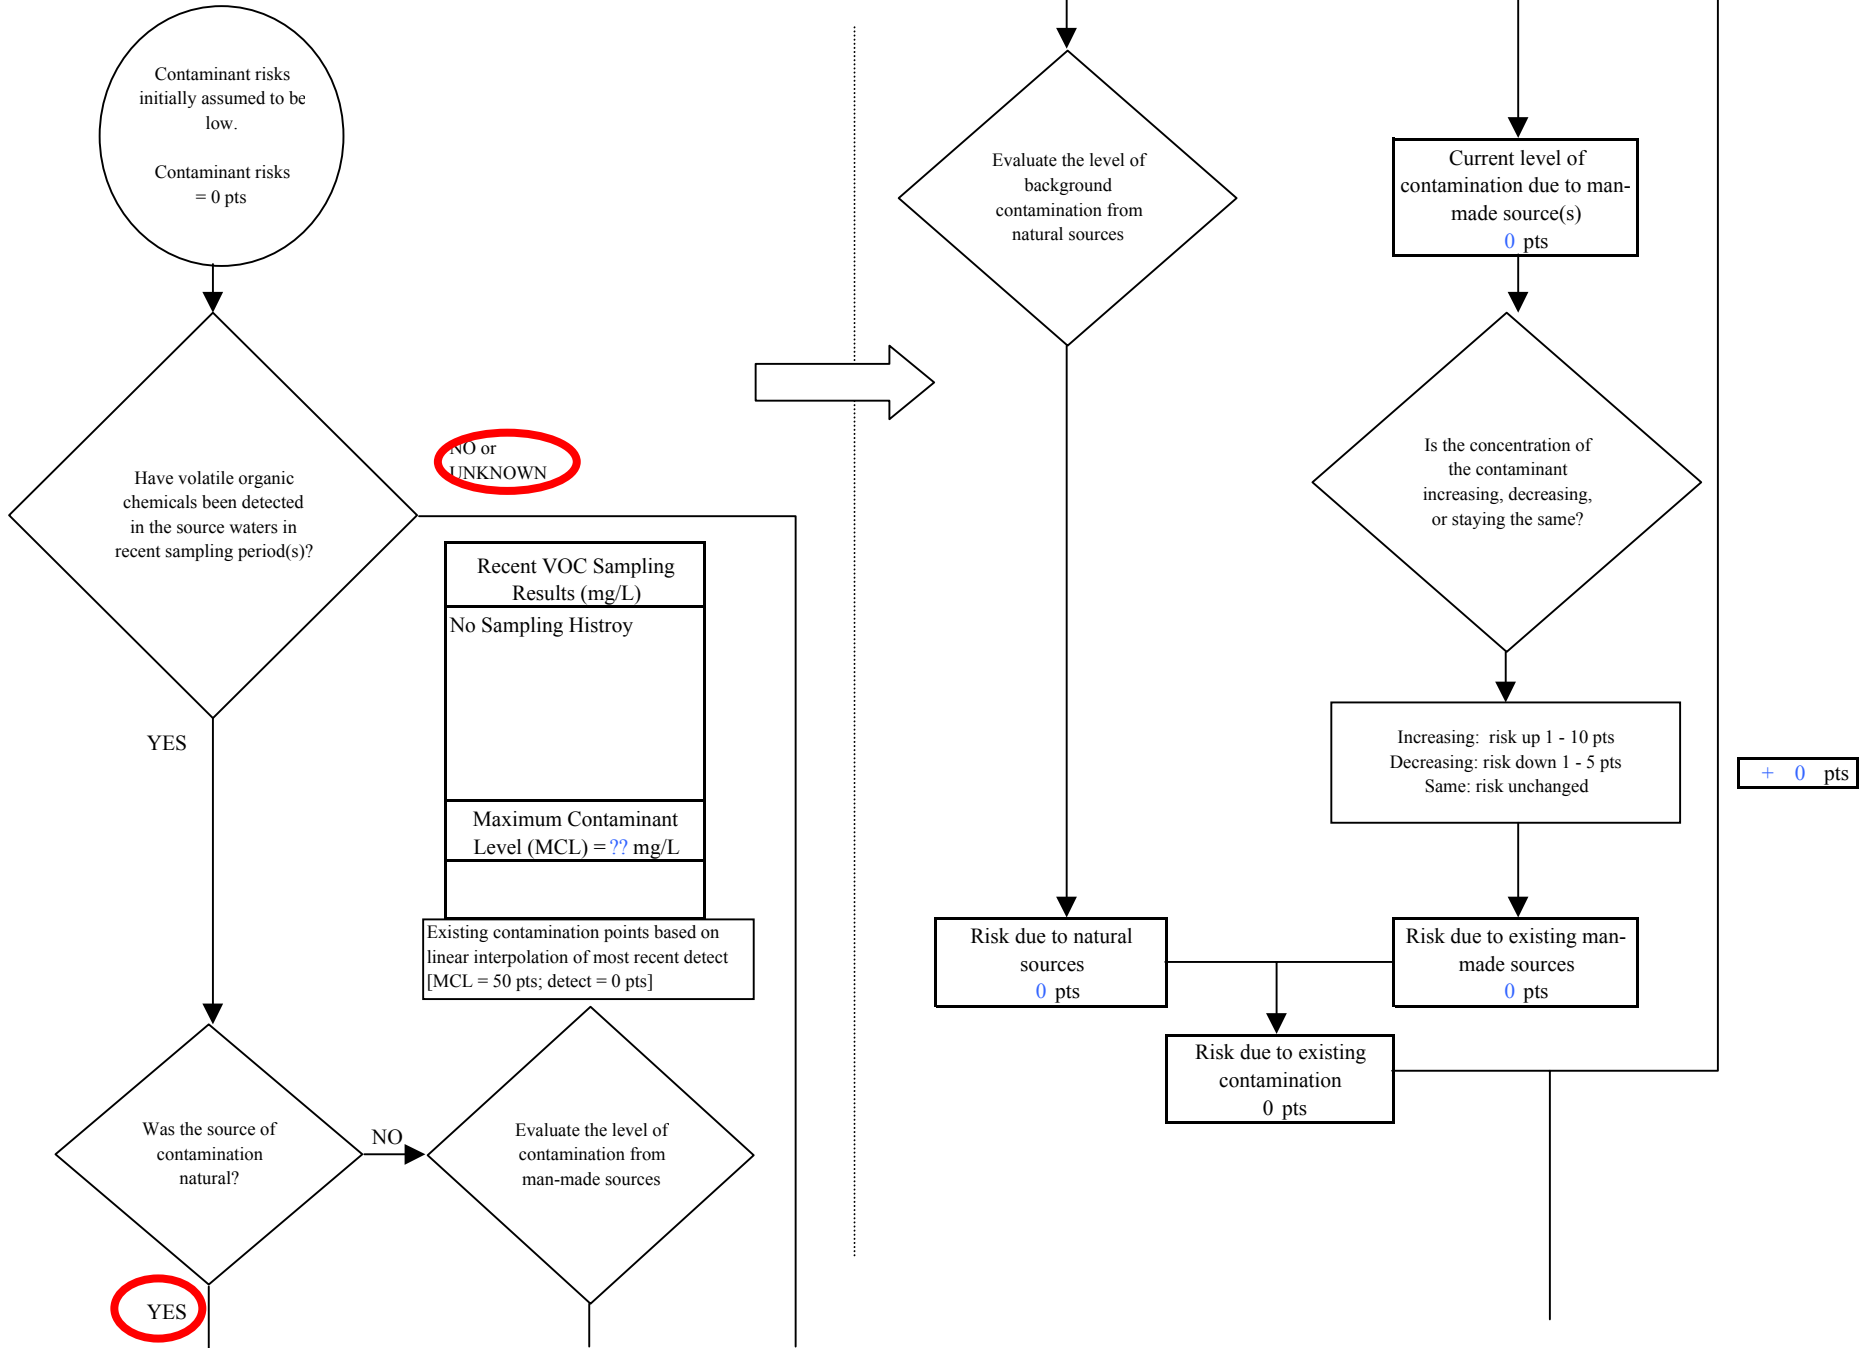 Contaminant risks
initially assumed to be
low.
Contaminant risks
= 0 pts
Have volatile organic
chemicals been detected
in the source waters in
recent sampling period(s)?
NO or
UNKNOWN
Recent VOC Sampling
Results (mg/L)
No Sampling Histroy
Maximum Contaminant
Level (MCL) = ?? mg/L
Existing contamination points based on
linear interpolation of most recent detect
[MCL = 50 pts; detect = 0 pts]
YES
Was the source of
contamination
natural?
NO
Evaluate the level of
contamination from
man-made sources
YES
Evaluate the level of
background
contamination from
natural sources
Current level of
contamination due to man-
made source(s)
0 pts
Is the concentration of
the contaminant
increasing, decreasing,
or staying the same?
Increasing: risk up 1 - 10 pts
Decreasing: risk down 1 - 5 pts
Same: risk unchanged
+ 0 pts
Risk due to natural
sources
0 pts
Risk due to existing man-
made sources
0 pts
Risk due to existing
contamination
0 pts